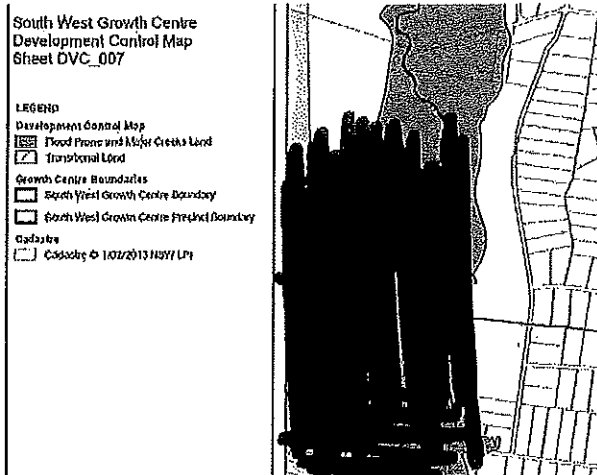 South West Growth Centre
Development Control Map
Sheet DVC_007
LEGEND
Development Control Map
Flood Prone and Major Creeks Land
Transitional Land
Growth Centre Boundaries
South West Growth Centre Boundary
South West Growth Centre Precinct Boundary
Cadastre
Cadastre © 1/02/2013 NSW LPI